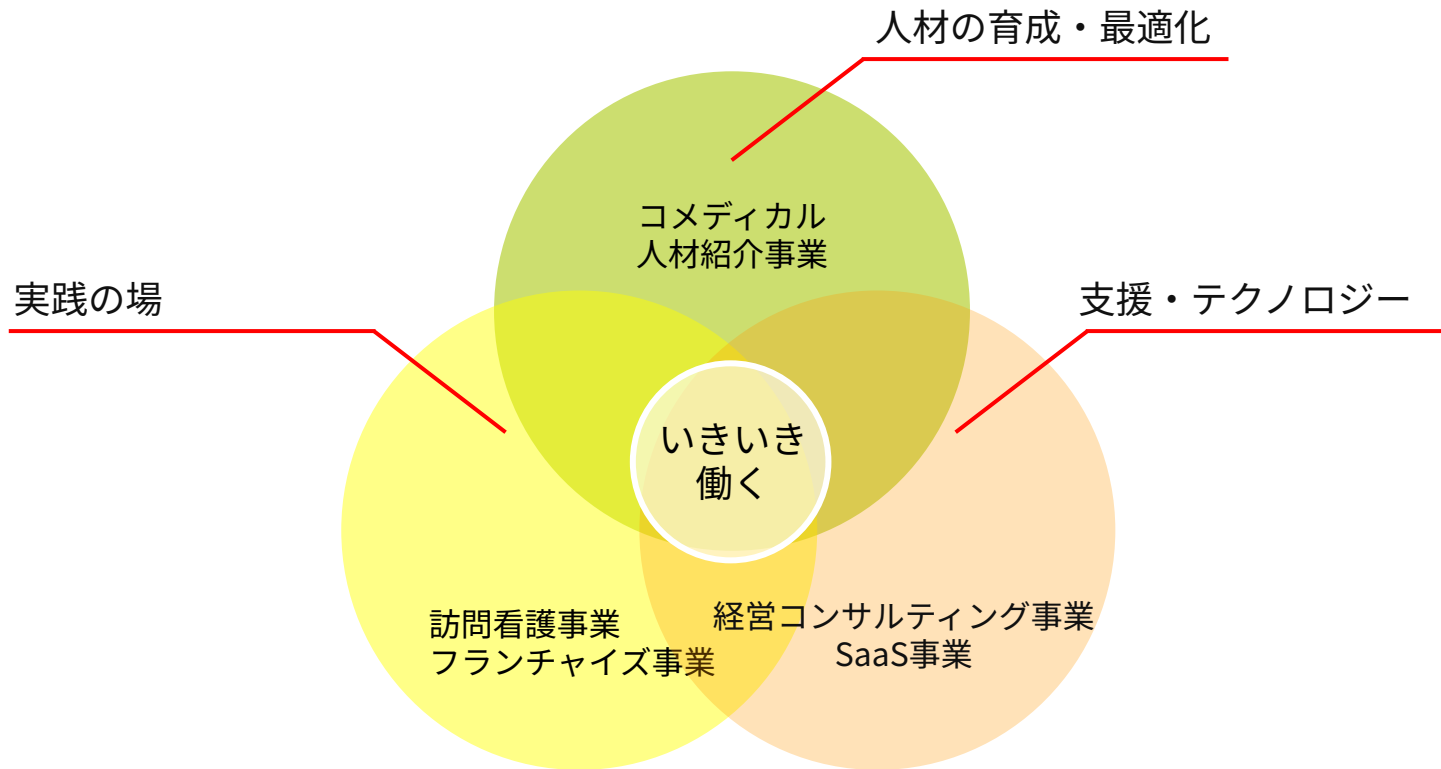 人材の育成・最適化
コメディカル
人材紹介事業
実践の場
支援・テクノロジー
いきいき
働く
訪問看護事業
フランチャイズ事業
経営コンサルティング事業
SaaS事業